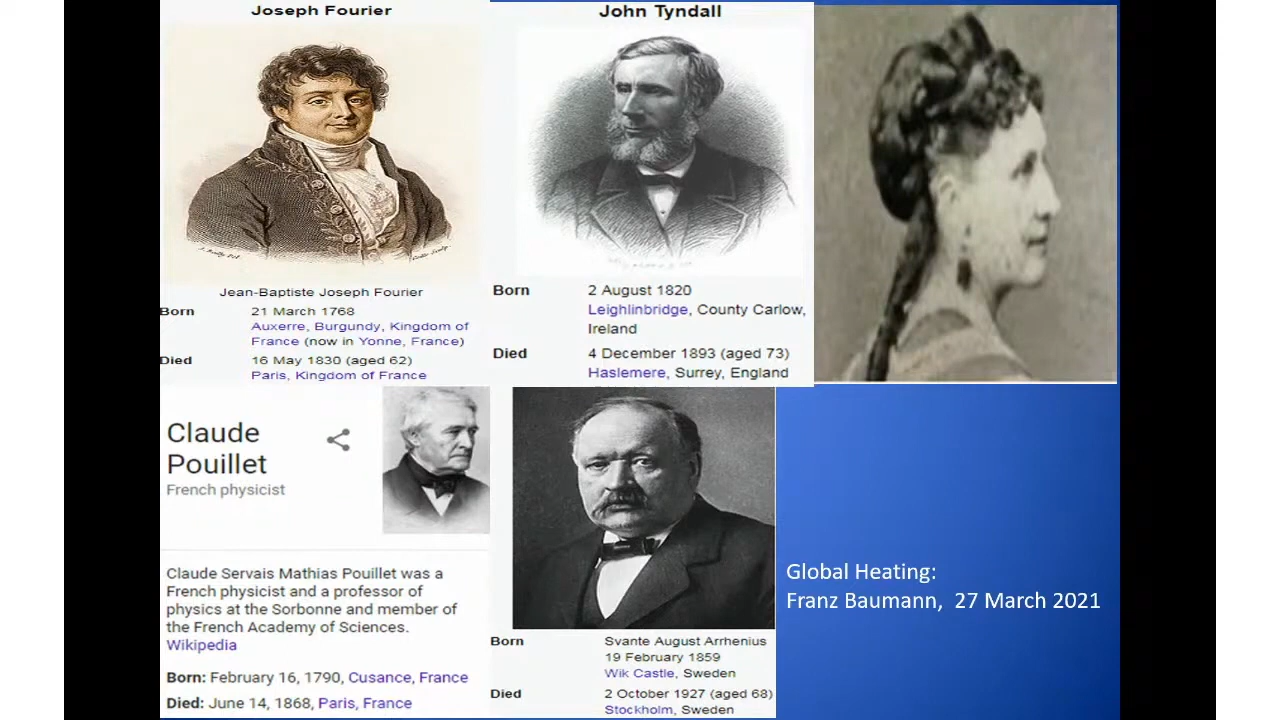 Joseph Fourier
Jean-Baptiste Joseph Fourier
Born 21 March 1768
Auxerre, Burgundy, Kingdom of
France (now in Yonne, France)
Died 16 May 1830 (aged 62)
Paris, Kingdom of France
John Tyndall
Born 2 August 1820
Leighlinbridge, County Carlow,
Ireland
Died 4 December 1893 (aged 73)
Haslemere, Surrey, England
Claude
Pouillet
French physicist
Claude Servais Mathias Pouillet was a
French physicist and a professor of
physics at the Sorbonne and member of
the French Academy of Sciences.
Wikipedia
Born: February 16, 1790, Cusance, France
Died: June 14, 1868, Paris, France
Born Svante August Arrhenius
19 February 1859
Wik Castle, Sweden
Died 2 October 1927 (aged 68)
Stockholm, Sweden
Global Heating:
Franz Baumann, 27 March 2021